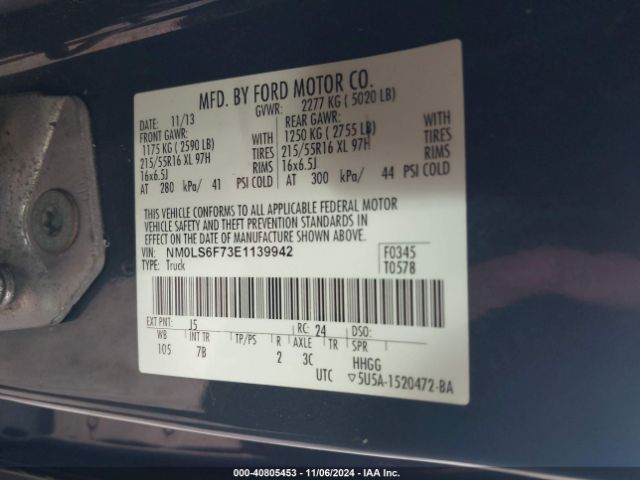 MFD. BY FORD MOTOR CO.
DATE: 11/13 GVWR: 2277 KG ( 5020 LB)
FRONT GAWR: REAR GAWR:
1175 KG ( 2590 LB) WITH 1250 KG ( 2755 LB) WITH
215/55R16 XL 97H TIRES 215/55R16 XL 97H TIRES
16x6.5J RIMS 16x6.5J RIMS
AT 280 kPa/ 41 PSI COLD AT 300 kPa/ 44 PSI COLD
THIS VEHICLE CONFORMS TO ALL APPLICABLE FEDERAL MOTOR
VEHICLE SAFETY AND THEFT PREVENTION STANDARDS IN
EFFECT ON THE DATE OF MANUFACTURE SHOWN ABOVE.
VIN: NM0LS6F73E1139942 F0345
TYPE: Truck T0578
EXT PNT: J5 RC: 24 DSO:
WB INT TR TP/PS R AXLE TR SPR
105 7B 2 3C HHGG
UTC ▽5U5A-1520472-BA
000-40805453 - 11/06/2024 - IAAI.COM